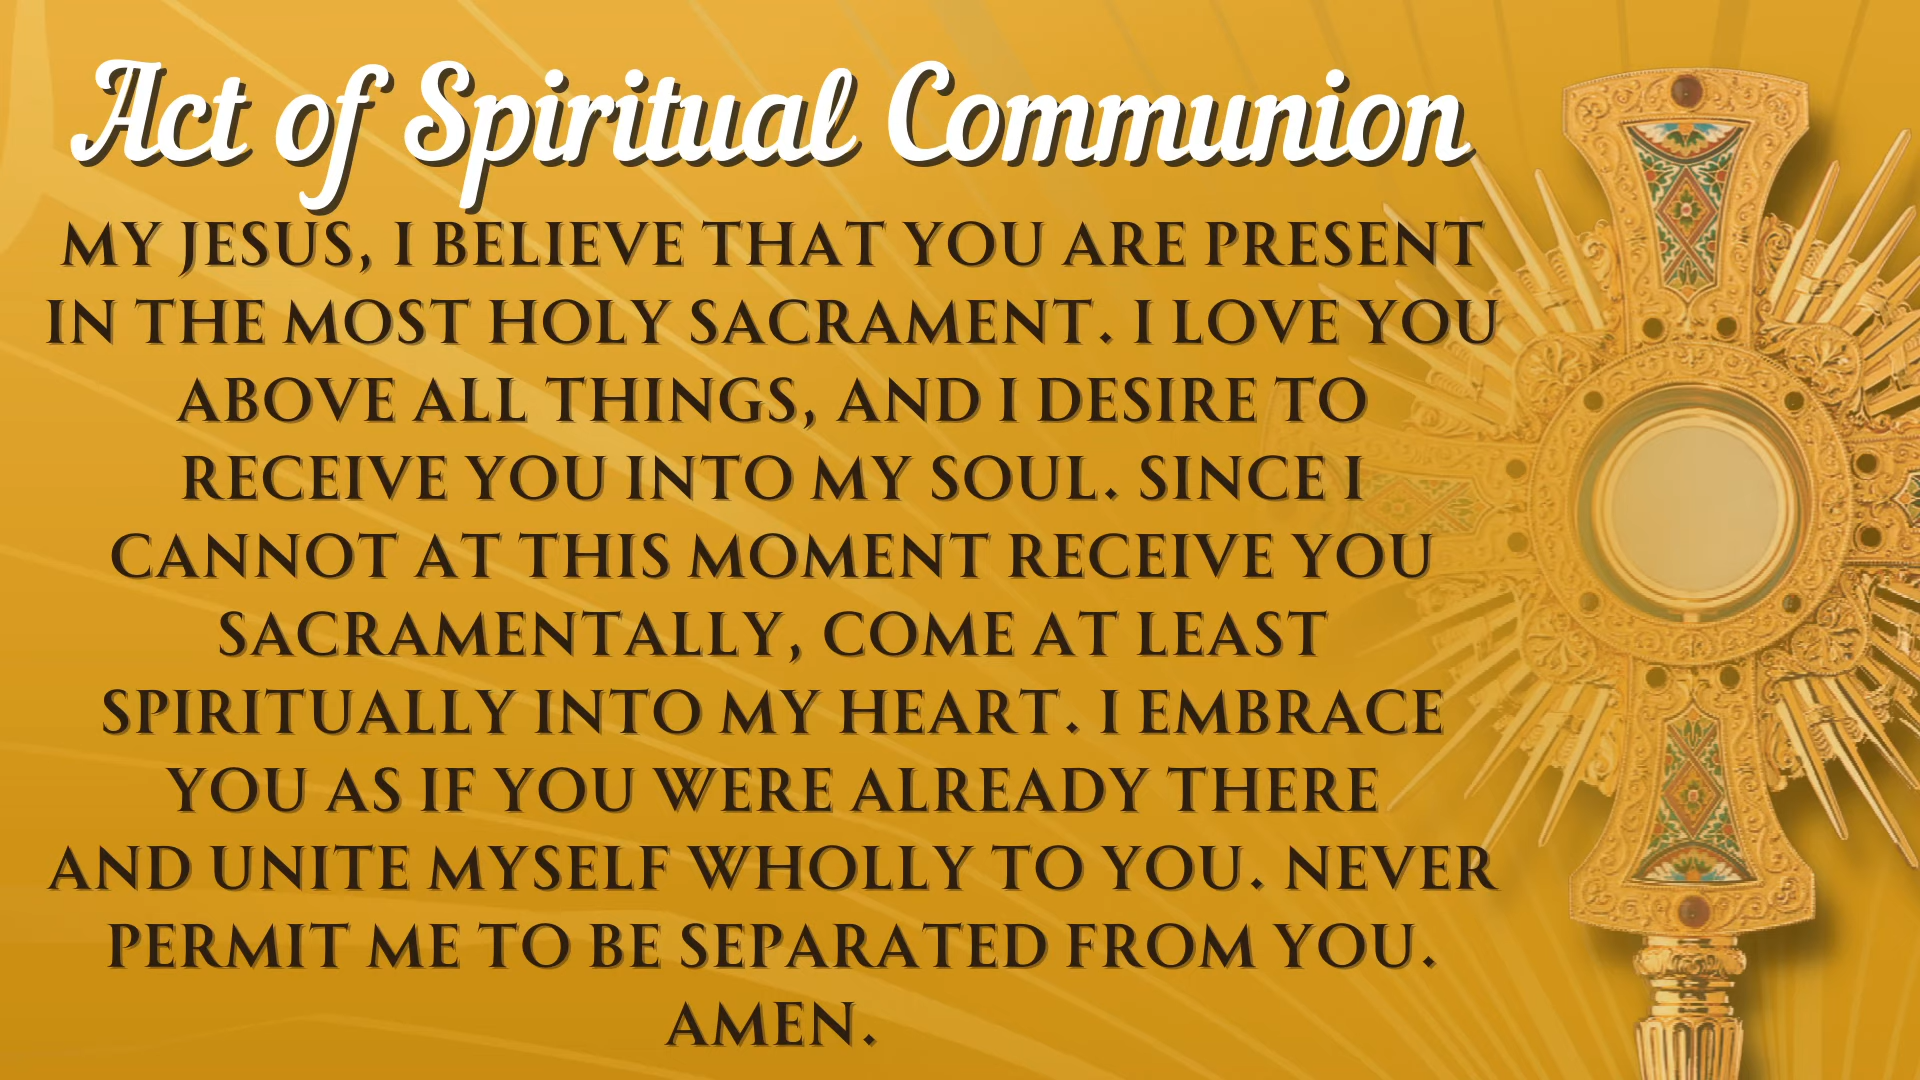 Act of Spiritual Communion
MY JESUS, I BELIEVE THAT YOU ARE PRESENT
IN THE MOST HOLY SACRAMENT. I LOVE YOU
ABOVE ALL THINGS, AND I DESIRE TO
RECEIVE YOU INTO MY SOUL. SINCE I
CANNOT AT THIS MOMENT RECEIVE YOU
SACRAMENTALLY, COME AT LEAST
SPIRITUALLY INTO MY HEART. I EMBRACE
YOU AS IF YOU WERE ALREADY THERE
AND UNITE MYSELF WHOLLY TO YOU. NEVER
PERMIT ME TO BE SEPARATED FROM YOU.
AMEN.